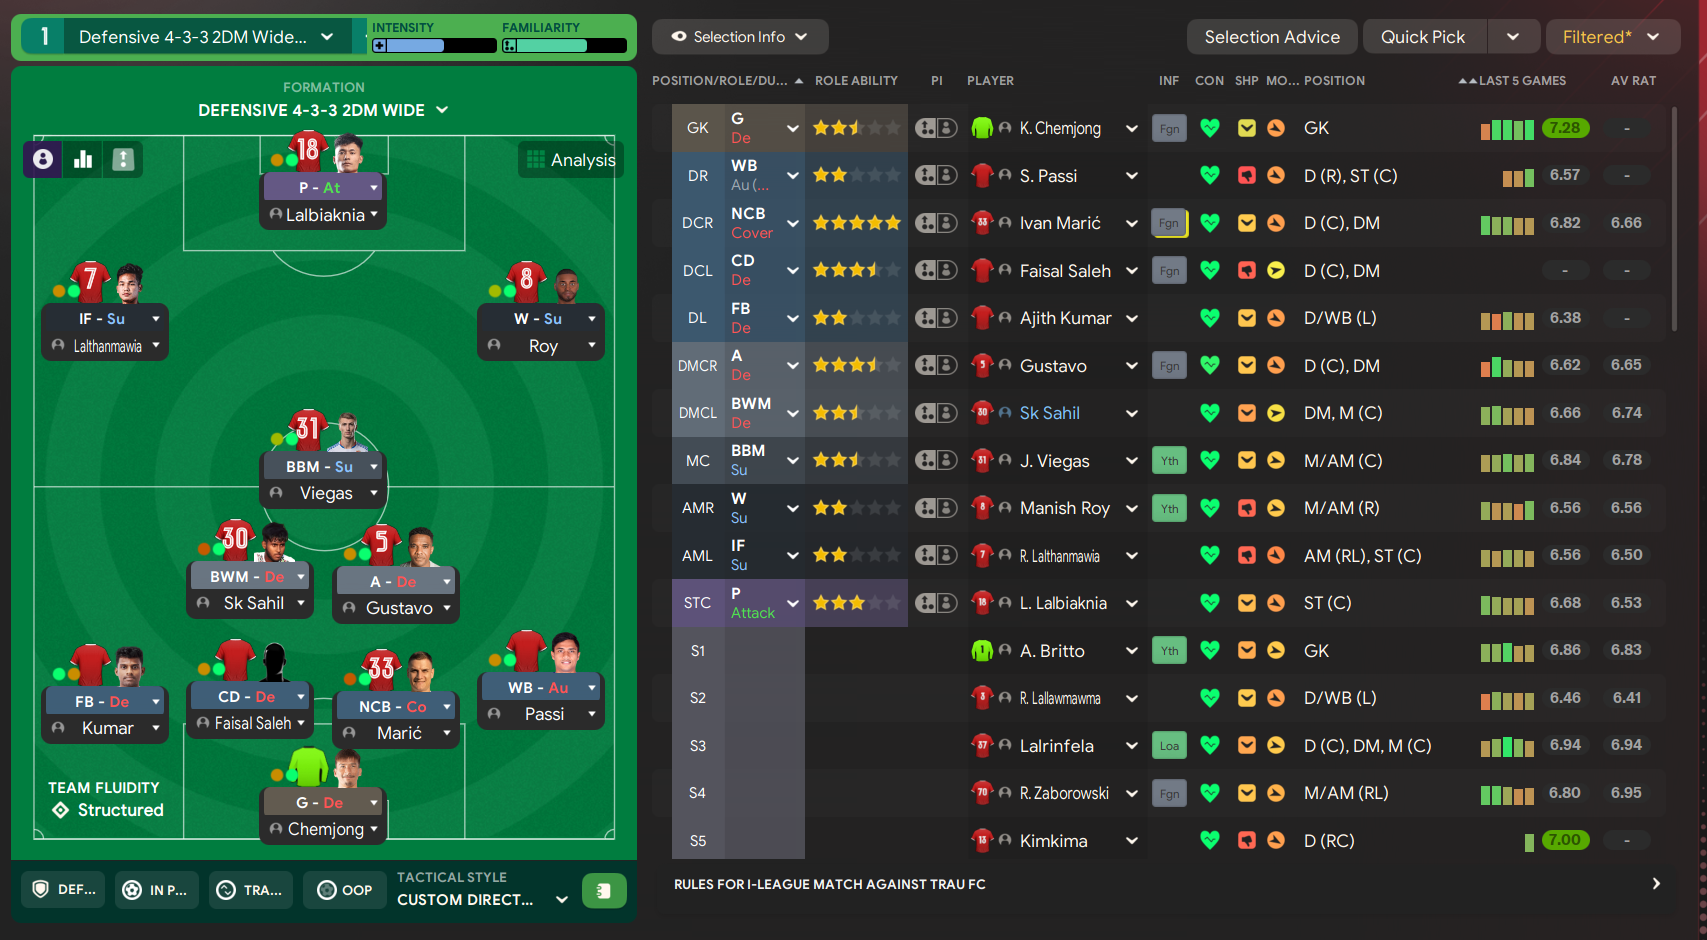 1 Defensive 4-3-3 2DM Wide...
INTENSITY FAMILIARITY
FORMATION
DEFENSIVE 4-3-3 2DM WIDE
Analysis
18
P - At
Lalbiaknia
7
IF - Su
Lalthanmawia
8
W - Su
Roy
31
BBM - Su
Viegas
30
BWM - De
Sk Sahil
5
A - De
Gustavo
FB - De
Kumar
CD - De
Faisal Saleh
33
NCB - Co
Marić
WB - Au
Passi
G - De
Chemjong
TEAM FLUIDITY
Structured
DEF...
IN P...
TRA...
OOP
TACTICAL STYLE
CUSTOM DIRECT...
Selection Info
Selection Advice
Quick Pick
Filtered*
POSITION/ROLE/DU... ROLE ABILITY PI PLAYER INF CON SHP MO... POSITION LAST 5 GAMES AV RAT
GK G De K. Chemjong Fgn GK 7.28 -
DR WB Au (... S. Passi D (R), ST (C) 6.57 -
DCR NCB Cover 33 Ivan Marić Fgn D (C), DM 6.82 6.66
DCL CD De Faisal Saleh Fgn D (C), DM - -
DL FB De Ajith Kumar D/WB (L) 6.38 -
DMCR A De 5 Gustavo Fgn D (C), DM 6.62 6.65
DMCL BWM De 30 Sk Sahil DM, M (C) 6.66 6.74
MC BBM Su 31 J. Viegas Yth M/AM (C) 6.84 6.78
AMR W Su 8 Manish Roy Yth M/AM (R) 6.56 6.56
AML IF Su 7 R. Lalthanmawia AM (RL), ST (C) 6.56 6.50
STC P Attack 18 L. Lalbiaknia ST (C) 6.68 6.53
S1 1 A. Britto Yth GK 6.86 6.83
S2 3 R. Lallawmawma D/WB (L) 6.46 6.41
S3 37 Lalrinfela Loa D (C), DM, M (C) 6.94 6.94
S4 70 R. Zaborowski Fgn M/AM (RL) 6.80 6.95
S5 13 Kimkima D (RC) 7.00 -
RULES FOR I-LEAGUE MATCH AGAINST TRAU FC